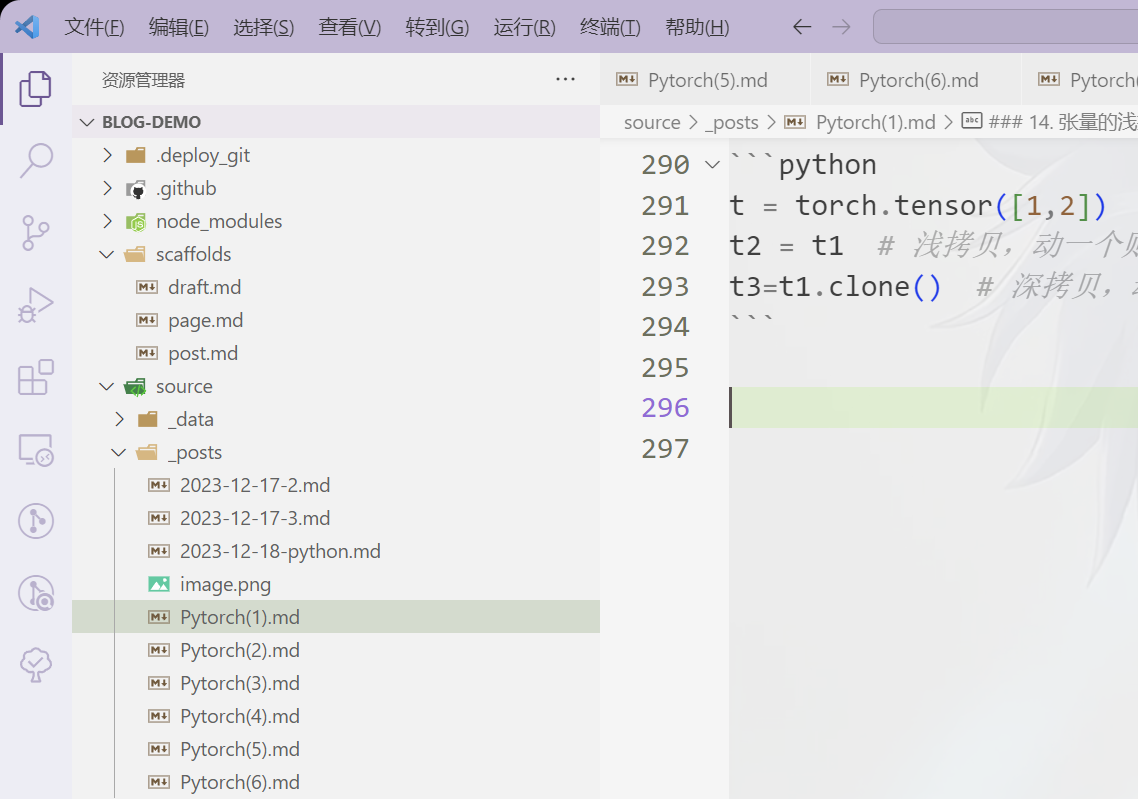 文件(F) 编辑(E) 选择(S) 查看(V) 转到(G) 运行(R) 终端(T) 帮助(H)
资源管理器
BLOG-DEMO
.deploy_git
.github
node_modules
scaffolds
draft.md
page.md
post.md
source
_data
_posts
2023-12-17-2.md
2023-12-17-3.md
2023-12-18-python.md
image.png
Pytorch(1).md
Pytorch(2).md
Pytorch(3).md
Pytorch(4).md
Pytorch(5).md
Pytorch(6).md
Pytorch(5).md Pytorch(6).md Pytorch(
source > _posts > Pytorch(1).md > ### 14. 张量的浅
290 ```python
291 t = torch.tensor([1,2])
292 t2 = t1 # 浅拷贝，动一个则
293 t3=t1.clone() # 深拷贝，
294 ```
295
296
297